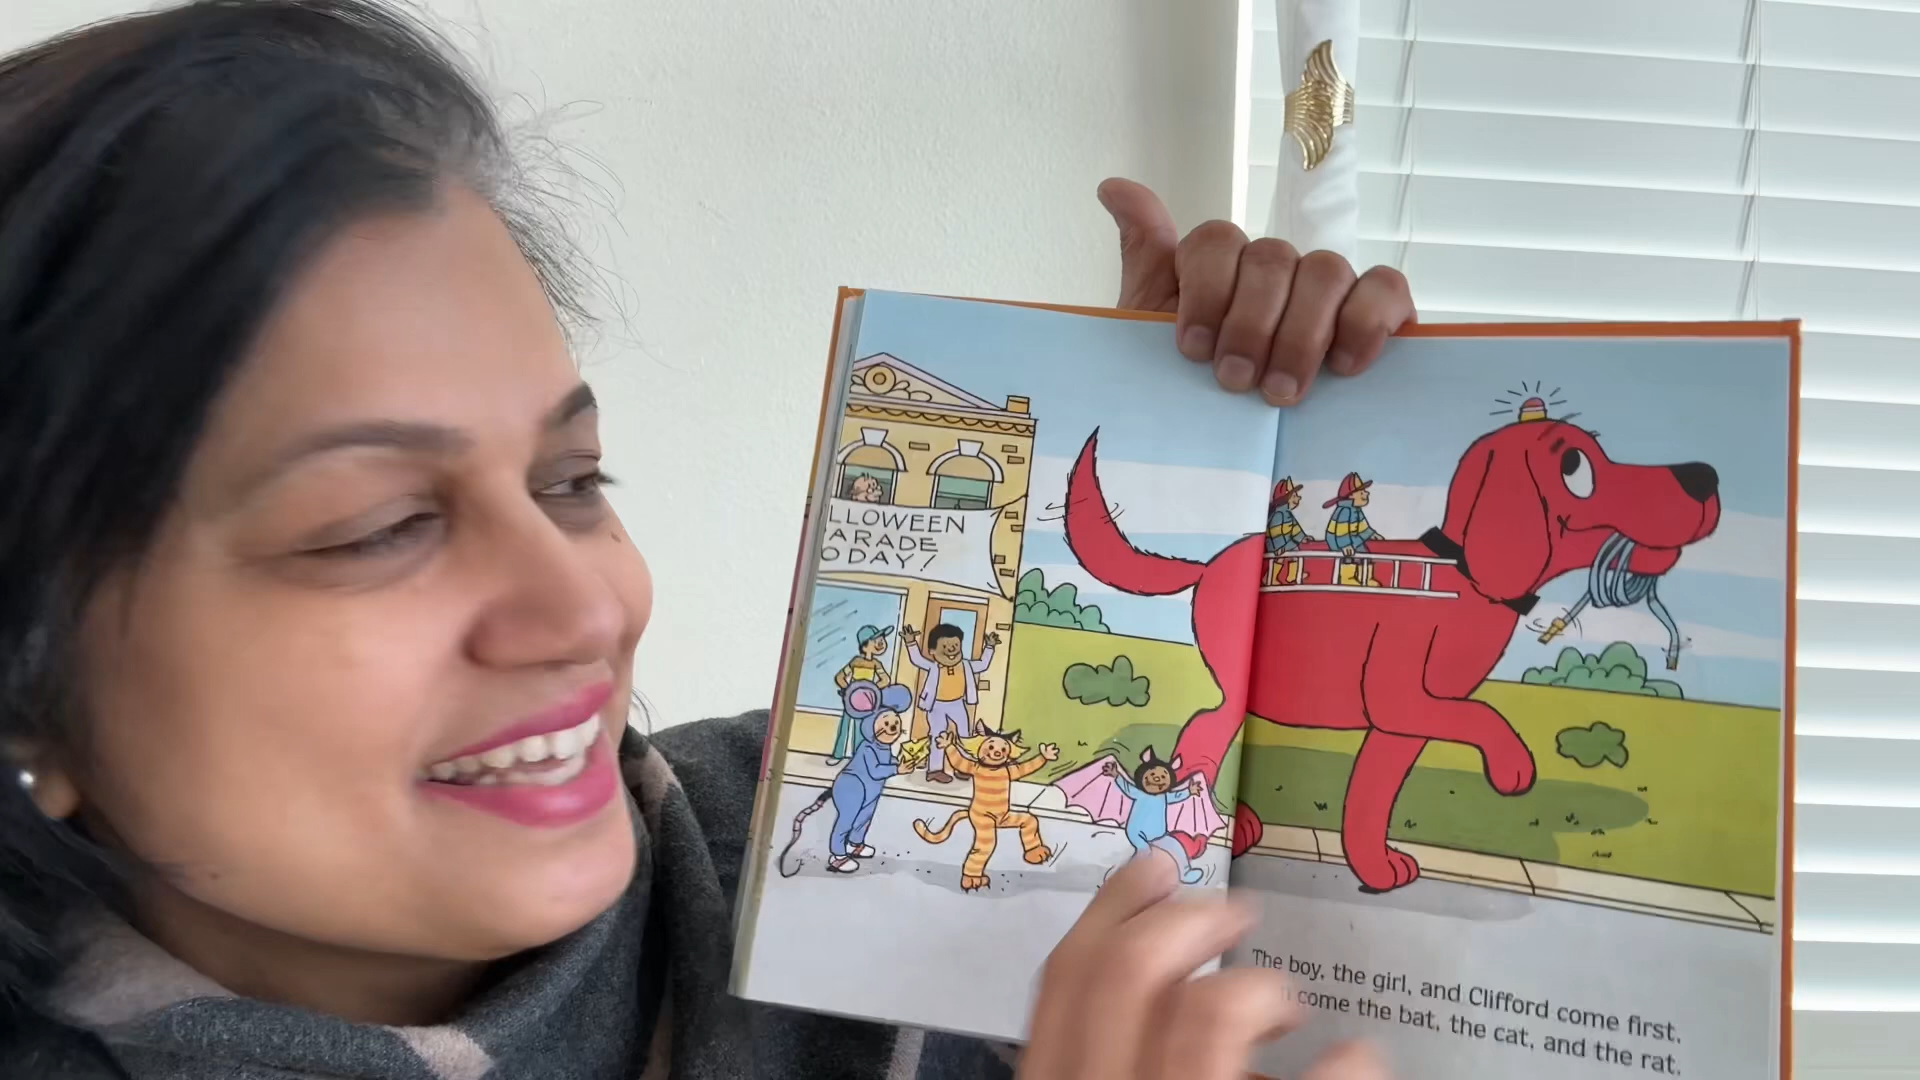 LLOWEEN
ARADE
ODAY!
The boy, the girl, and Clifford come first.
come the bat, the cat, and the rat.